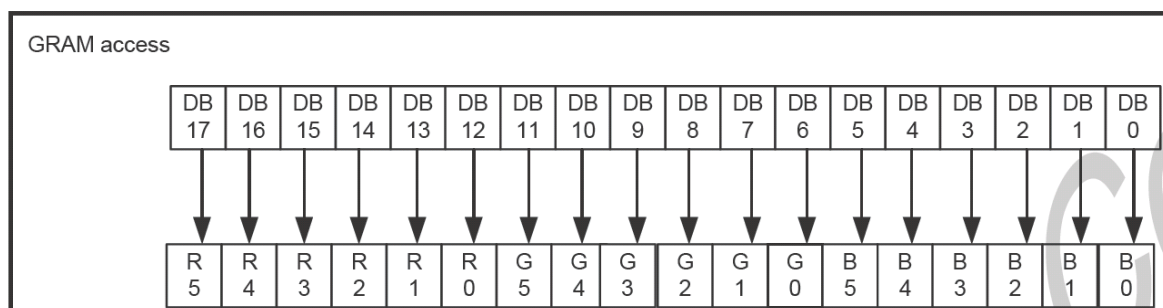 GRAM access
DB DB DB DB DB DB DB DB DB DB DB DB DB DB DB DB DB DB
17 16 15 14 13 12 11 10 9 8 7 6 5 4 3 2 1 0
R R R R R R G G G G G G B B B B B B
5 4 3 2 1 0 5 4 3 2 1 0 5 4 3 2 1 0